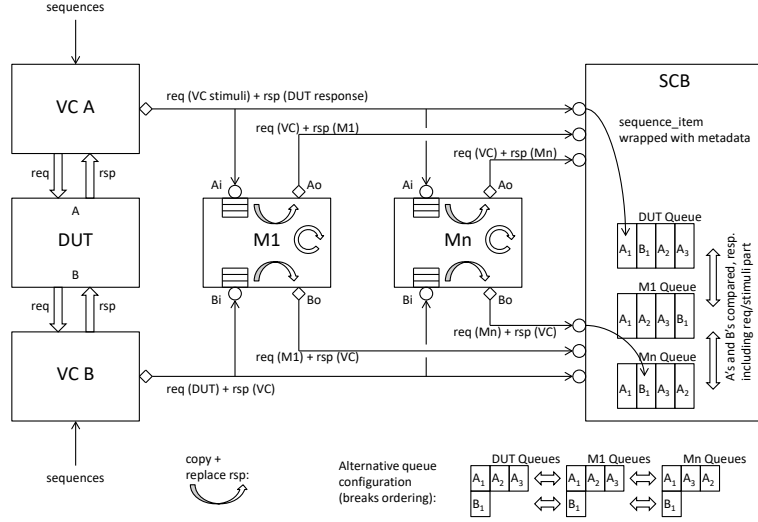 sequences
VC A
req (VC stimuli) + rsp (DUT response)
req (VC) + rsp (M1)
req (VC) + rsp (Mn)
SCB
sequence_item
wrapped with metadata
req
rsp
A
DUT
B
Ai
Ao
M1
Bi
Bo
Ai
Ao
Mn
Bi
Bo
DUT Queue
A1 B1 A2 A3
M1 Queue
A1 A2 A3 B1
Mn Queue
A1 B1 A3 A2
A's and B's compared, resp.
including req/stimuli part
req
rsp
req (Mn) + rsp (VC)
req (M1) + rsp (VC)
VC B
req (DUT) + rsp (VC)
sequences
copy +
replace rsp:
Alternative queue
configuration
(breaks ordering):
DUT Queues
M1 Queues
Mn Queues
A1 A2 A3
A1 A2 A3
A1 A3 A2
B1
B1
B1